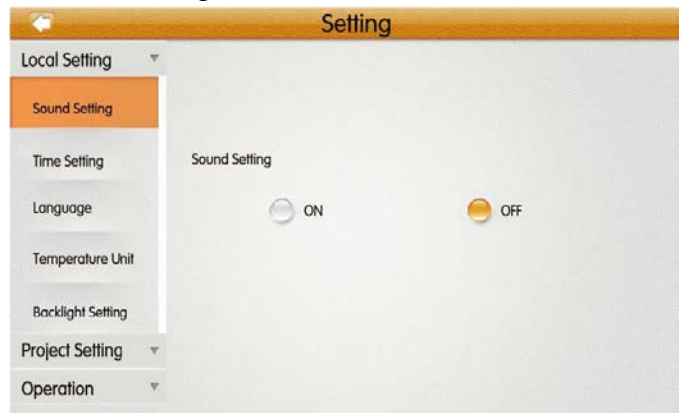 Setting
Local Setting
Sound Setting
Time Setting
Sound Setting
Language
ON
OFF
Temperature Unit
Backlight Setting
Project Setting
Operation